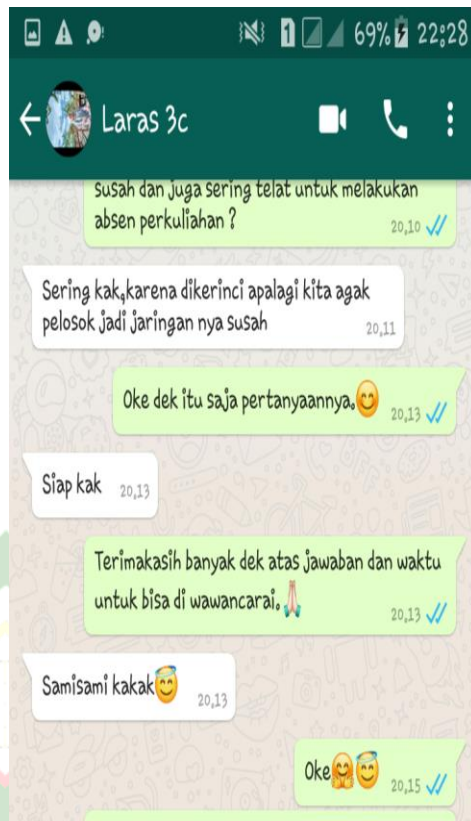 1 69% 22:28
Laras 3c
susah dan juga sering telat untuk melakukan
absen perkuliahan ?
20,10
Sering kak,karena dikerinci apalagi kita agak
pelosok jadi jaringan nya susah
20,11
Oke dek itu saja pertanyaannya.😊
20,13
Siap kak 20,13
Terimakasih banyak dek atas jawaban dan waktu
untuk bisa di wawancarai.🙏🏻
20,13
Samisami kakak😇
20,13
Oke🤗😇 20,15